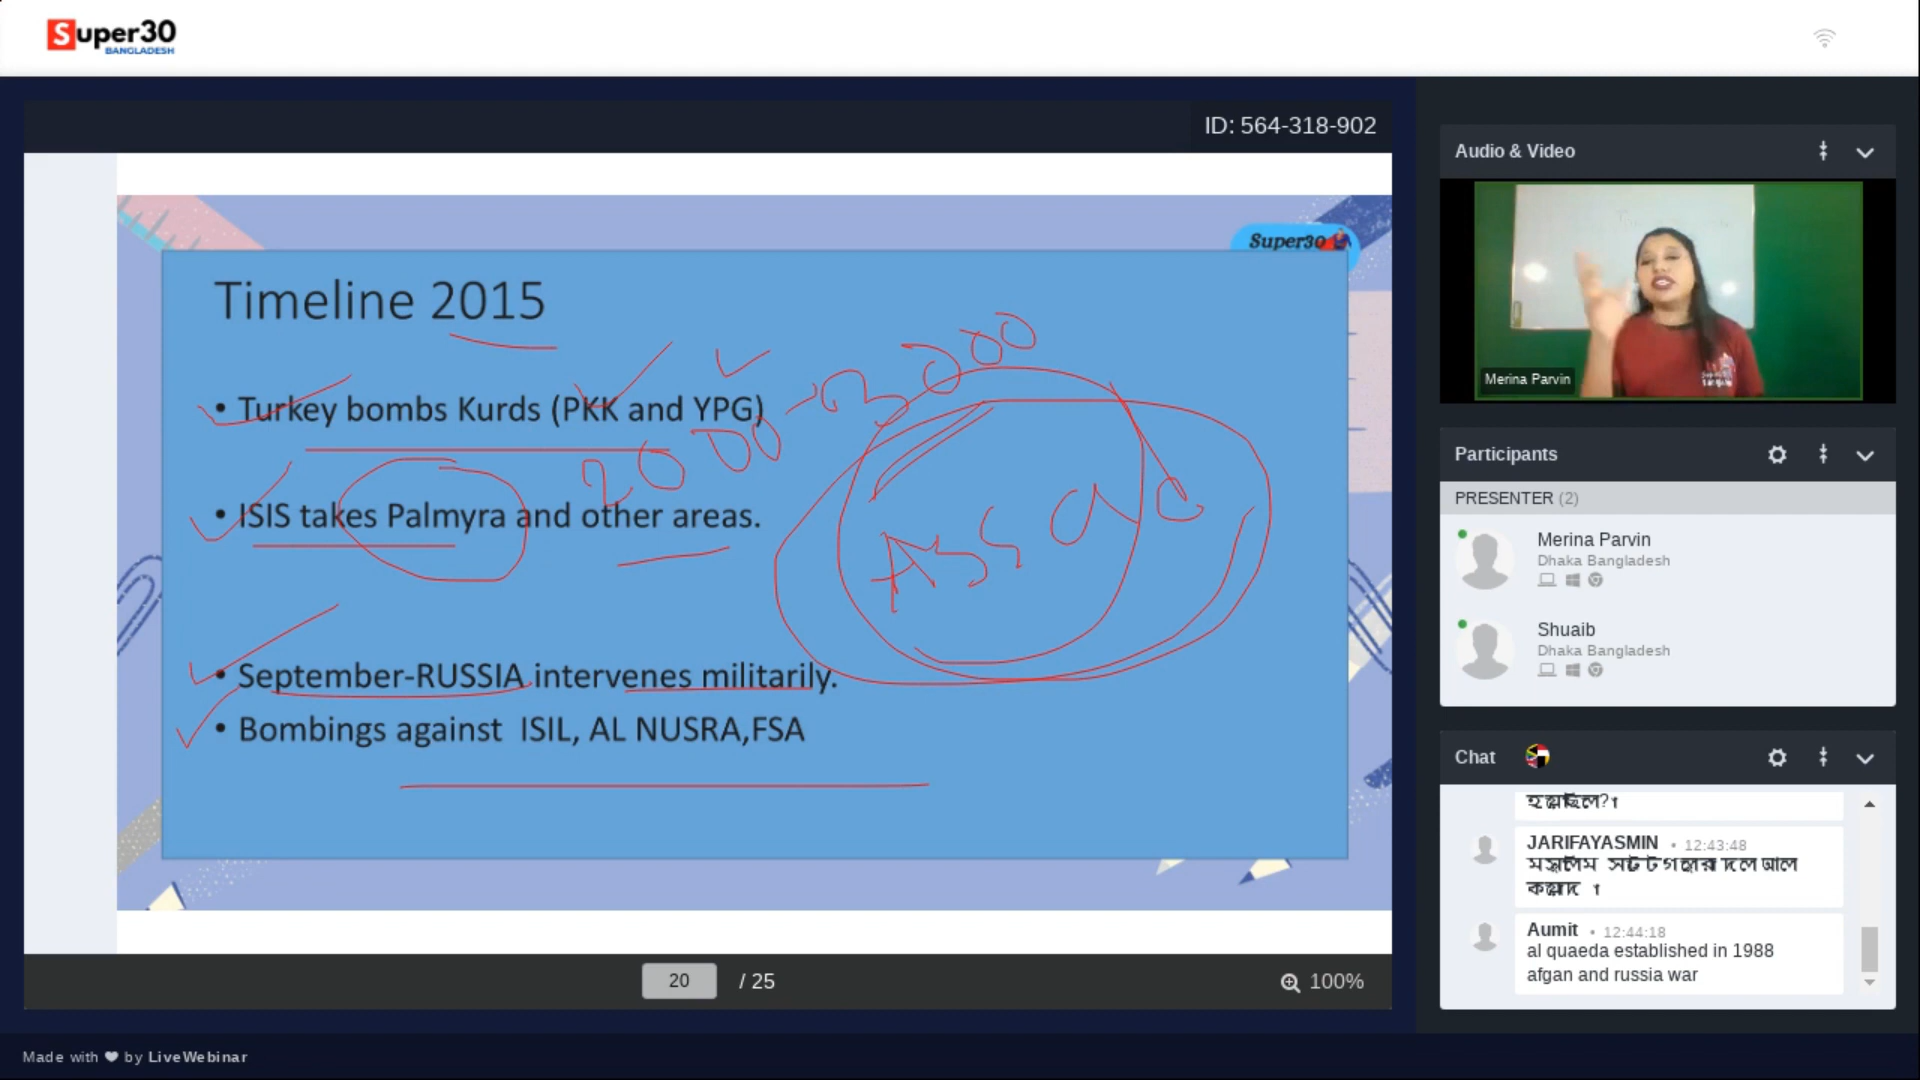 Super30
BANGLADESH
ID: 564-318-902
Super30
Timeline 2015
• Turkey bombs Kurds (PKK and YPG)
2000-3000
• ISIS takes Palmyra and other areas.
Assad
• September-RUSSIA intervenes militarily.
• Bombings against ISIL, AL NUSRA,FSA
20 / 25
100%
Audio & Video
Merina Parvin
Participants
PRESENTER (2)
Merina Parvin
Dhaka Bangladesh
Shuaib
Dhaka Bangladesh
Chat
JARIFAYASMIN • 12:43:48
Aumit • 12:44:18
al quaeda established in 1988
afgan and russia war
Made with ❤ by LiveWebinar